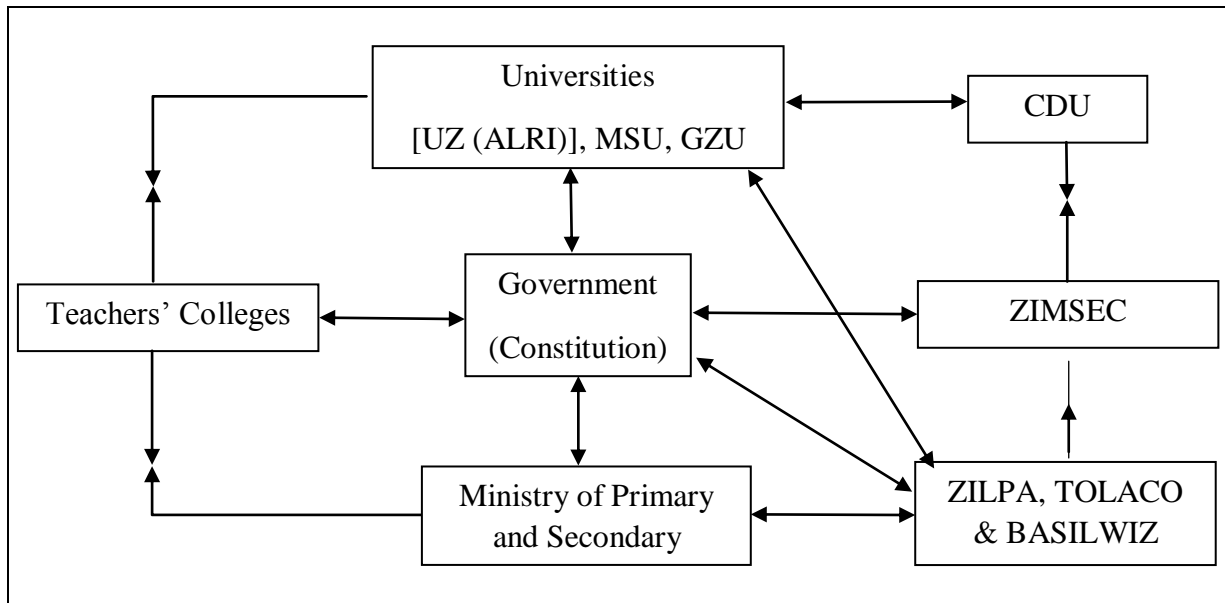 Universities
[UZ (ALRI)], MSU, GZU
CDU
Teachers’ Colleges
Government
(Constitution)
ZIMSEC
Ministry of Primary
and Secondary
ZILPA, TOLACO
& BASILWIZ